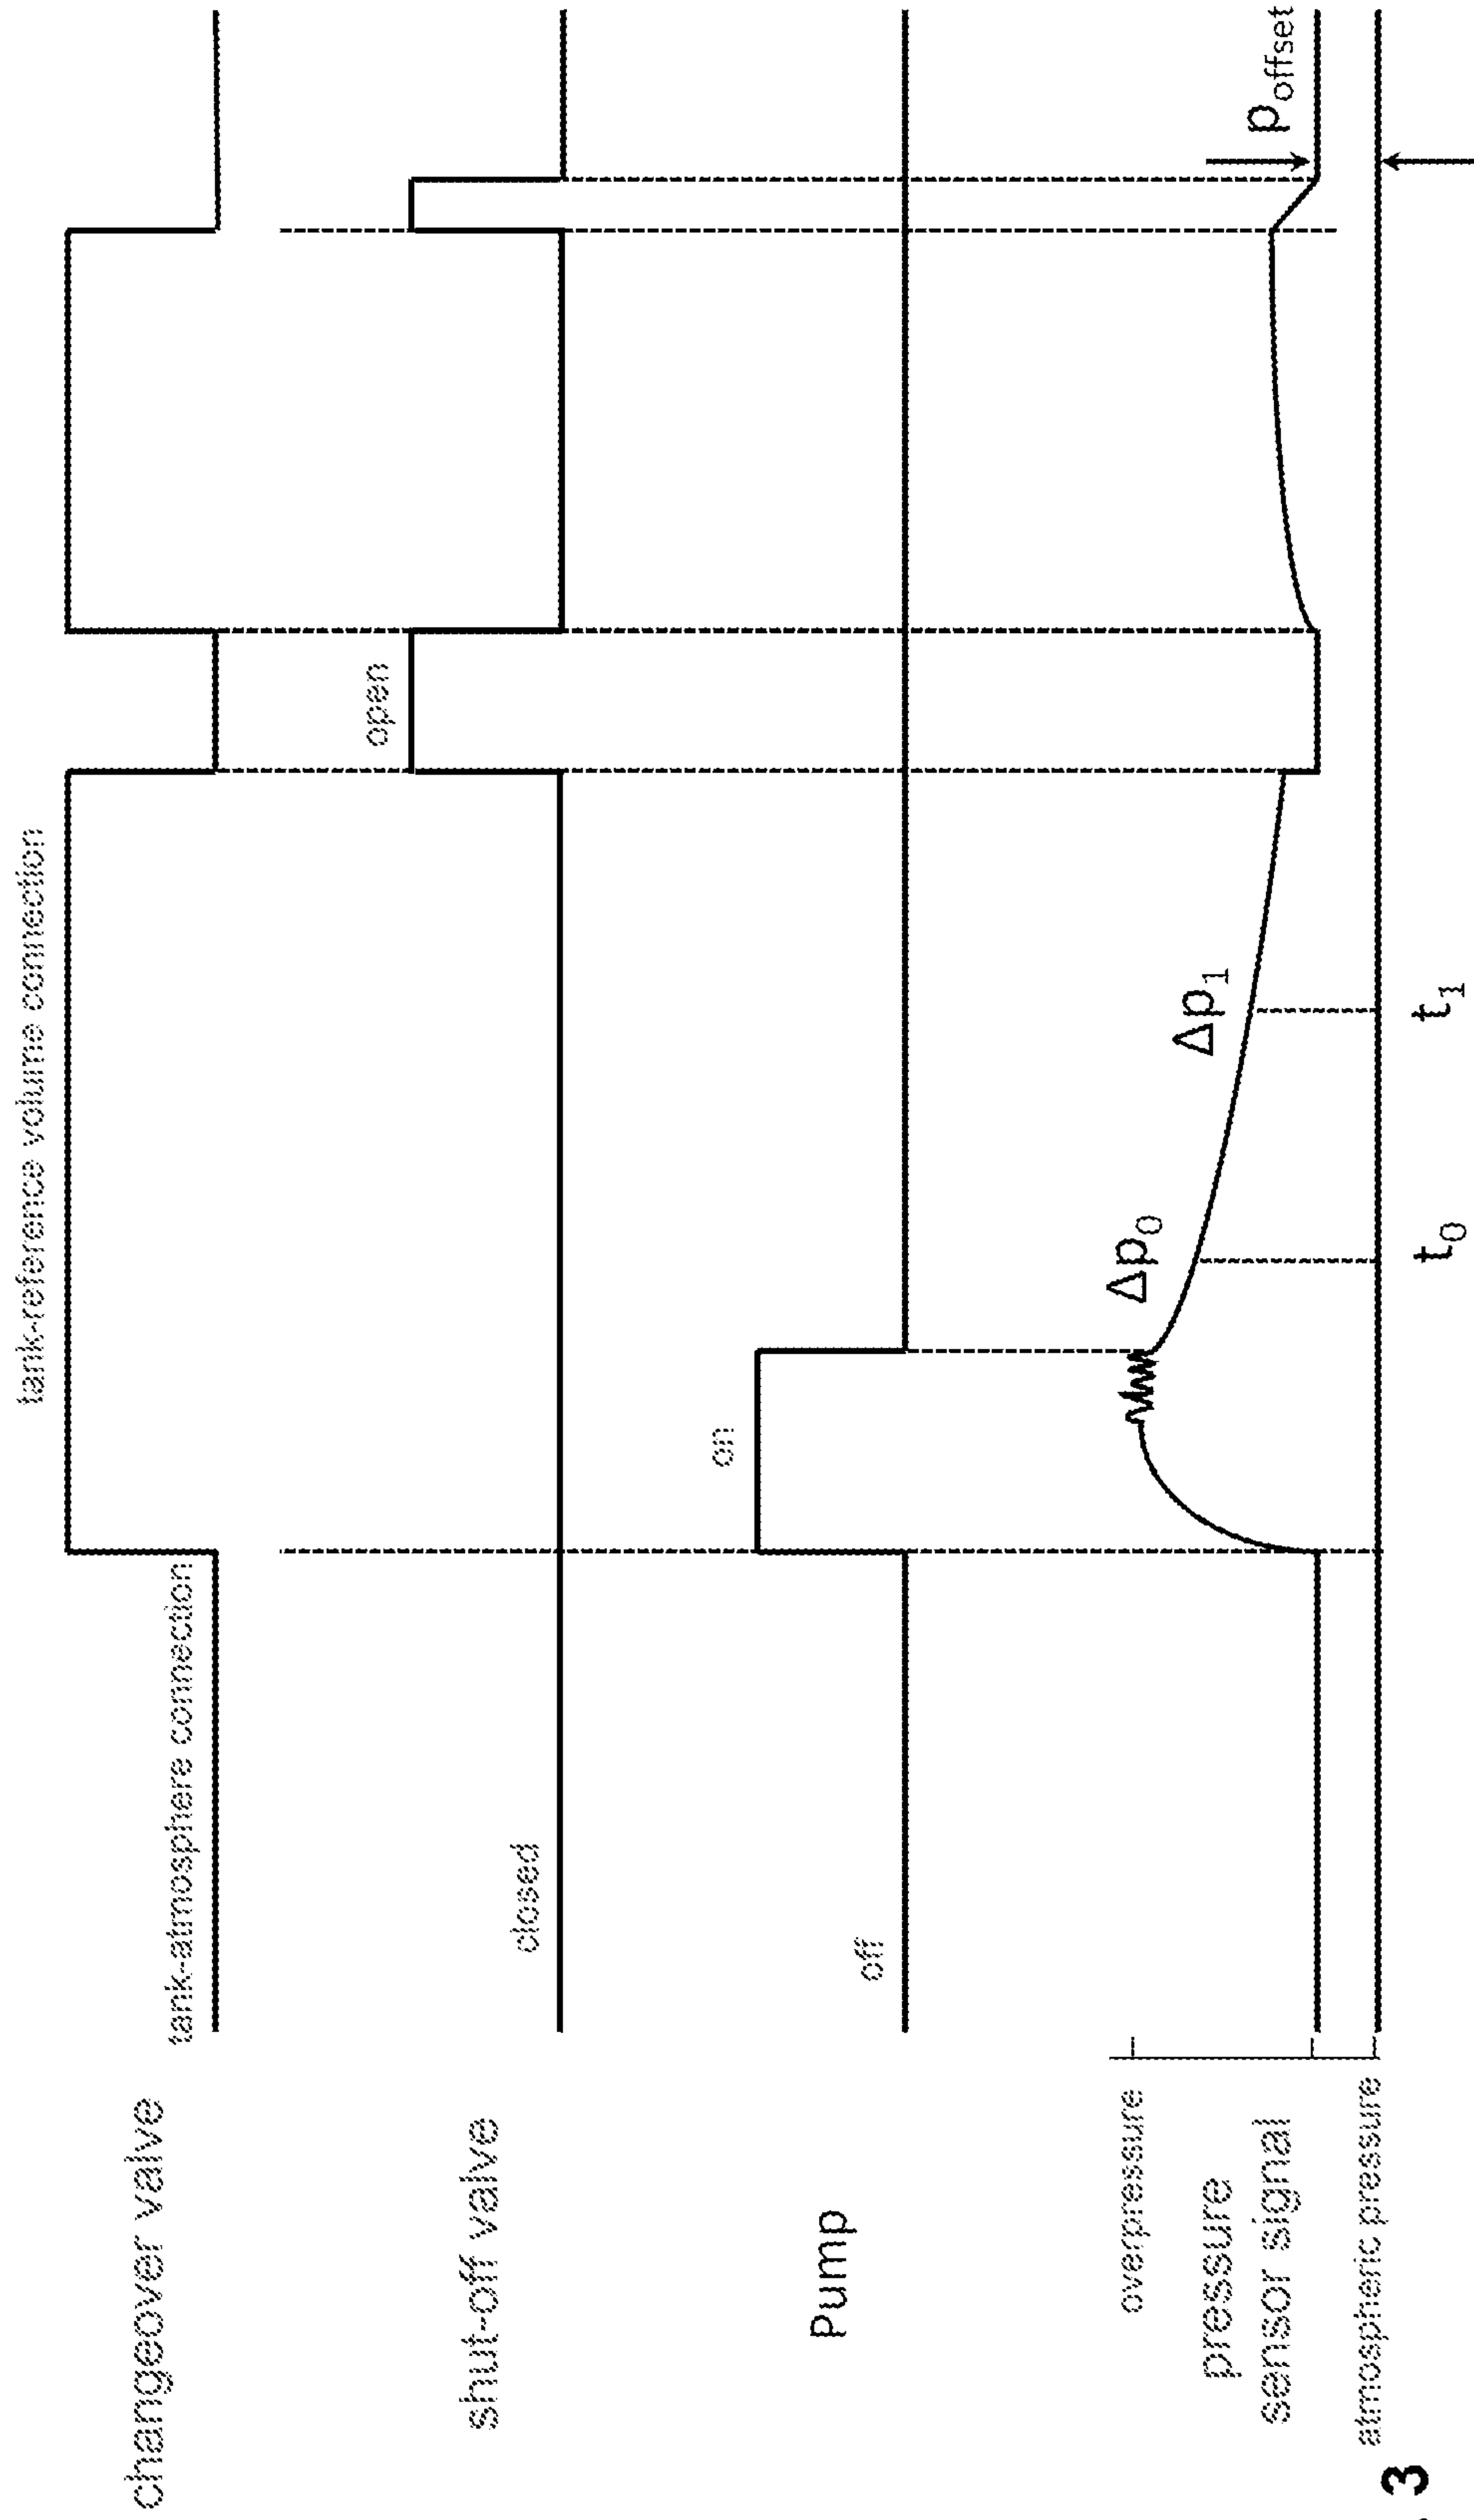 tank-reference volume connection
changeover valve
tank-atmosphere connection
open
shut-off valve
closed
on
Pump
off
overpressure
Δp₀
Δp₁
p_offset
pressure
sensor signal
atmospheric pressure
t₀
t₁
3